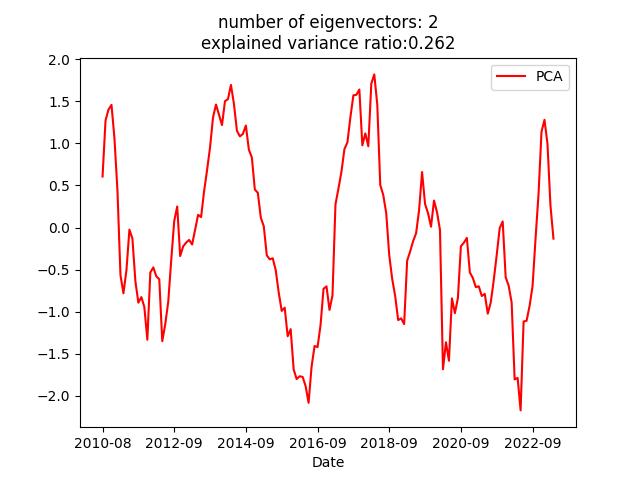 number of eigenvectors: 2
explained variance ratio:0.262
PCA
2.0
1.5
1.0
0.5
0.0
−0.5
−1.0
−1.5
−2.0
2010-08 2012-09 2014-09 2016-09 2018-09 2020-09 2022-09
Date